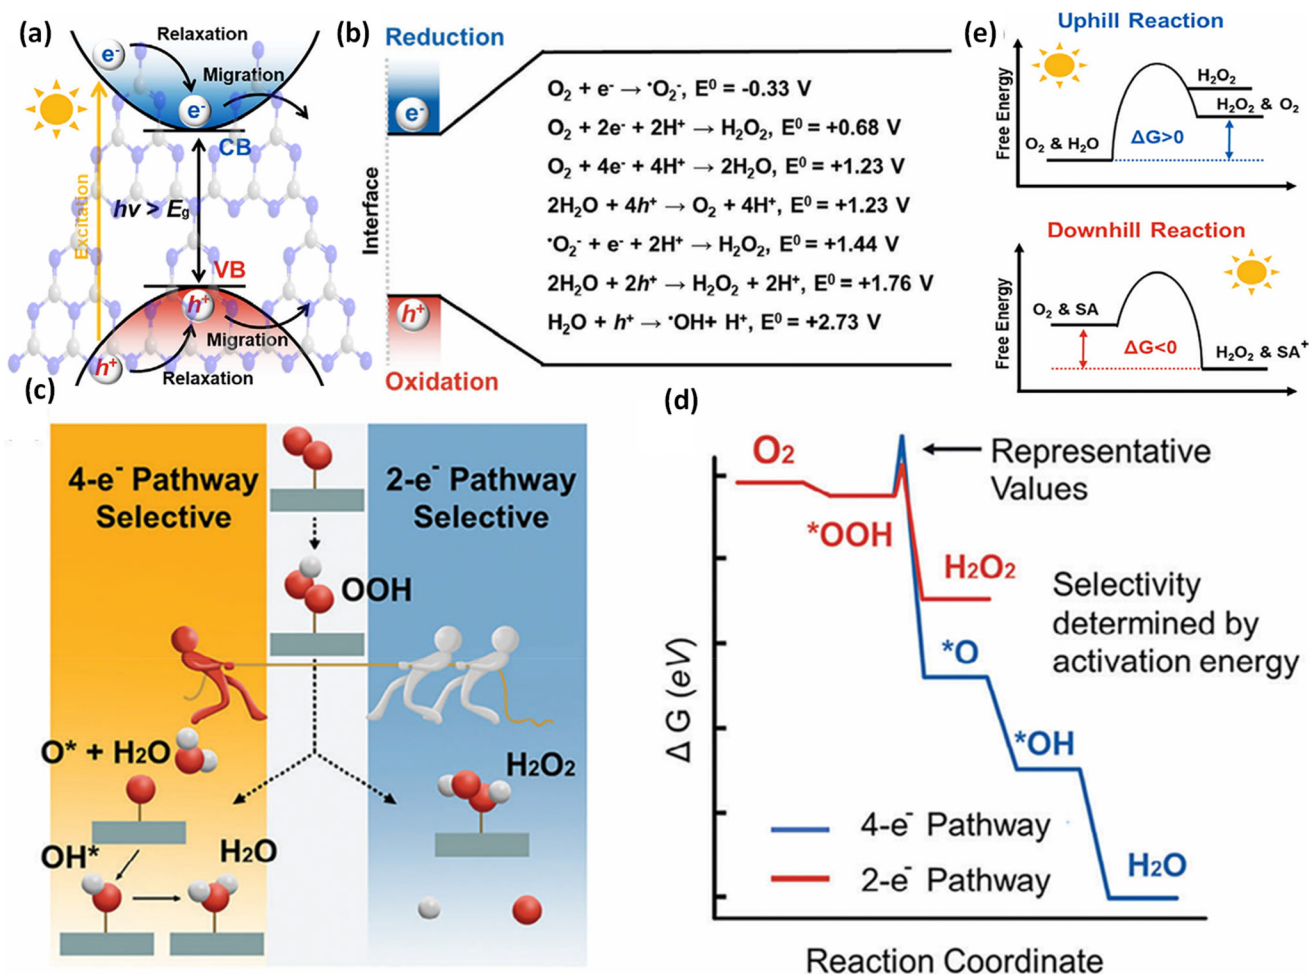 (a)
Relaxation
e⁻
Migration
e⁻
CB
Excitation
hv > Eg
VB
h⁺
Migration
h⁺
Relaxation
(b)
Reduction
e⁻
Interface
h⁺
Oxidation
O₂ + e⁻ → •O₂⁻, E⁰ = -0.33 V
O₂ + 2e⁻ + 2H⁺ → H₂O₂, E⁰ = +0.68 V
O₂ + 4e⁻ + 4H⁺ → 2H₂O, E⁰ = +1.23 V
2H₂O + 4h⁺ → O₂ + 4H⁺, E⁰ = +1.23 V
•O₂⁻ + e⁻ + 2H⁺ → H₂O₂, E⁰ = +1.44 V
2H₂O + 2h⁺ → H₂O₂ + 2H⁺, E⁰ = +1.76 V
H₂O + h⁺ → •OH+ H⁺, E⁰ = +2.73 V
(e)
Uphill Reaction
Free Energy
H₂O₂
H₂O₂ & O₂
O₂ & H₂O
ΔG>0
Downhill Reaction
Free Energy
O₂ & SA
ΔG<0
H₂O₂ & SA⁺
(c)
4-e⁻ Pathway
Selective
2-e⁻ Pathway
Selective
OOH
O* + H₂O
H₂O₂
OH*
H₂O
(d)
O₂
Representative
Values
*OOH
H₂O₂
Selectivity
determined by
activation energy
*O
*OH
H₂O
4-e⁻ Pathway
2-e⁻ Pathway
Δ G (eV)
Reaction Coordinate